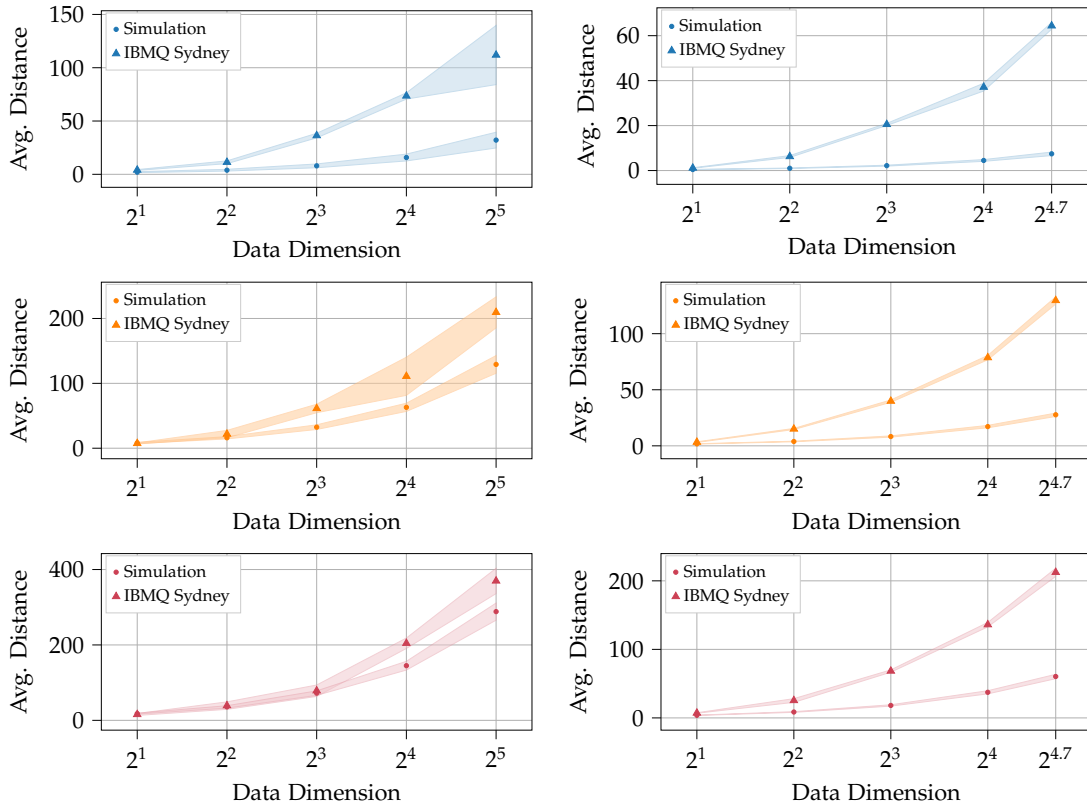 Avg. Distance
150
100
50
0
Simulation
IBMQ Sydney
2^1
2^2
2^3
2^4
2^5
Data Dimension
Avg. Distance
60
40
20
0
Simulation
IBMQ Sydney
2^1
2^2
2^3
2^4
2^4.7
Data Dimension
Avg. Distance
200
100
0
Simulation
IBMQ Sydney
2^1
2^2
2^3
2^4
2^5
Data Dimension
Avg. Distance
100
50
0
Simulation
IBMQ Sydney
2^1
2^2
2^3
2^4
2^4.7
Data Dimension
Avg. Distance
400
200
0
Simulation
IBMQ Sydney
2^1
2^2
2^3
2^4
2^5
Data Dimension
Avg. Distance
200
100
0
Simulation
IBMQ Sydney
2^1
2^2
2^3
2^4
2^4.7
Data Dimension